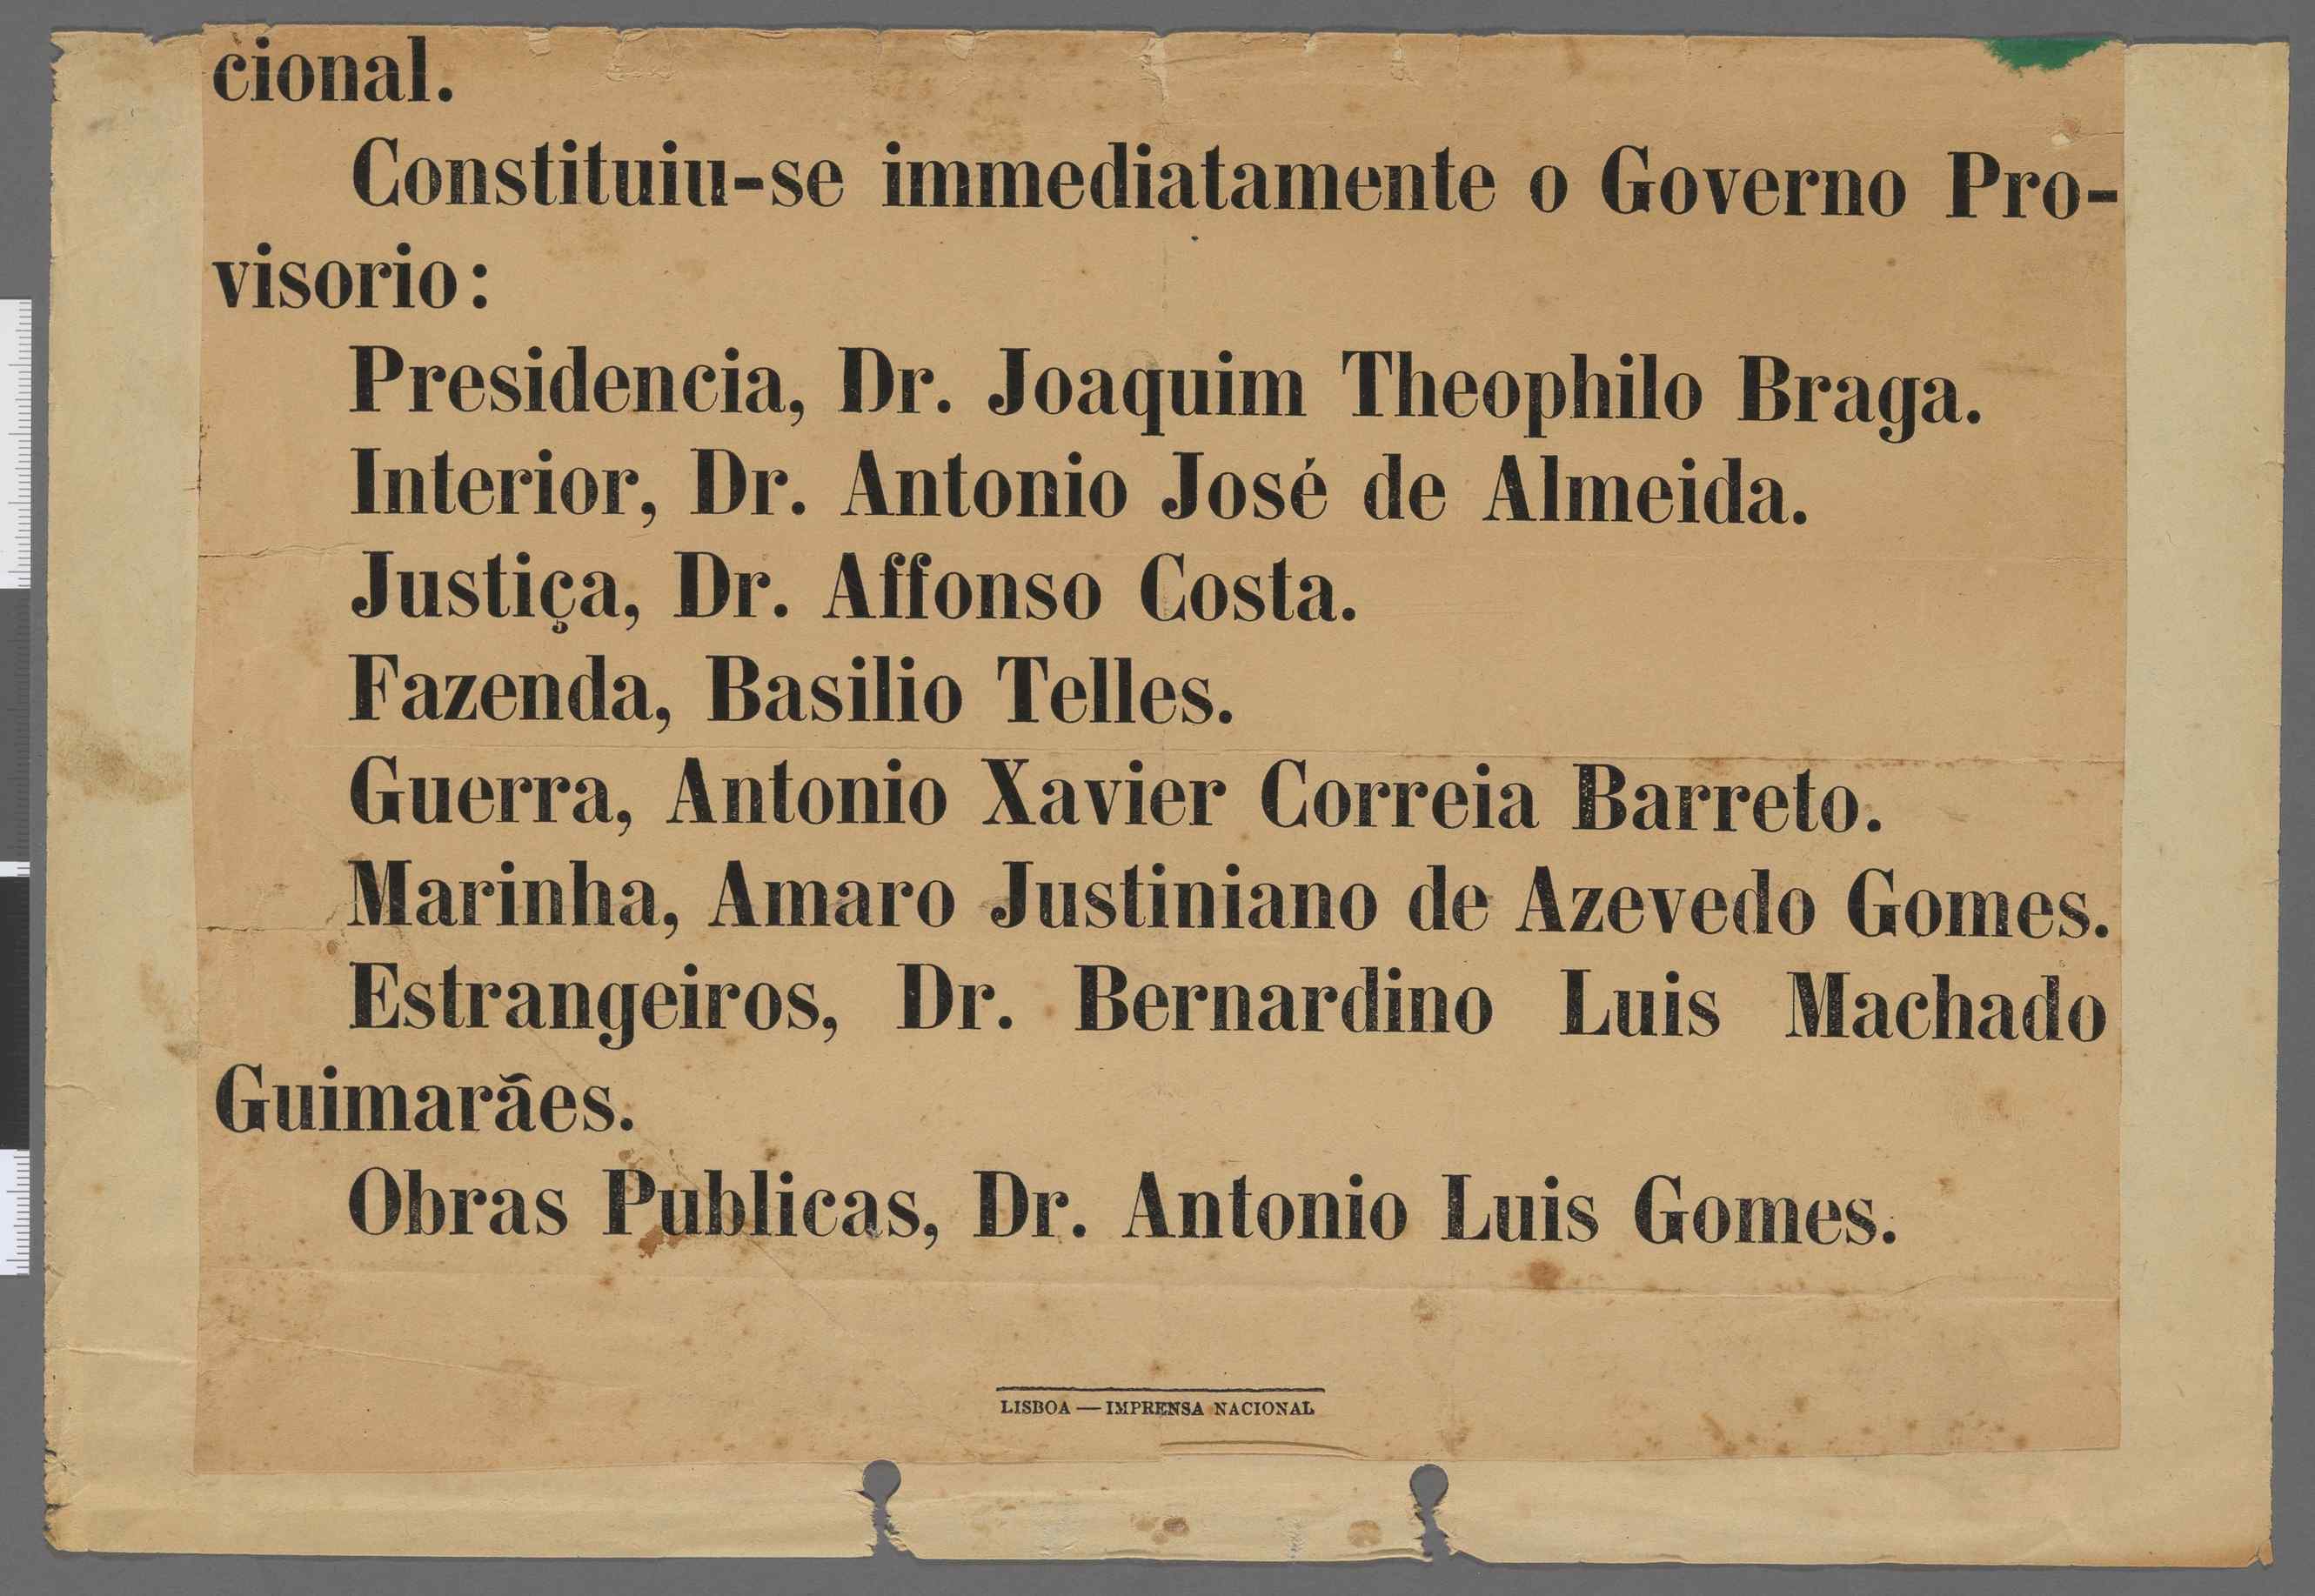 cional.
Constituiu-se immediatamente o Governo Pro-
visorio:
Presidencia, Dr. Joaquim Theophilo Braga.
Interior, Dr. Antonio José de Almeida.
Justiça, Dr. Affonso Costa.
Fazenda, Basilio Telles.
Guerra, Antonio Xavier Correia Barreto.
Marinha, Amaro Justiniano de Azevedo Gomes.
Estrangeiros, Dr. Bernardino Luis Machado
Guimarães.
Obras Publicas, Dr. Antonio Luis Gomes.
LISBOA — IMPRENSA NACIONAL